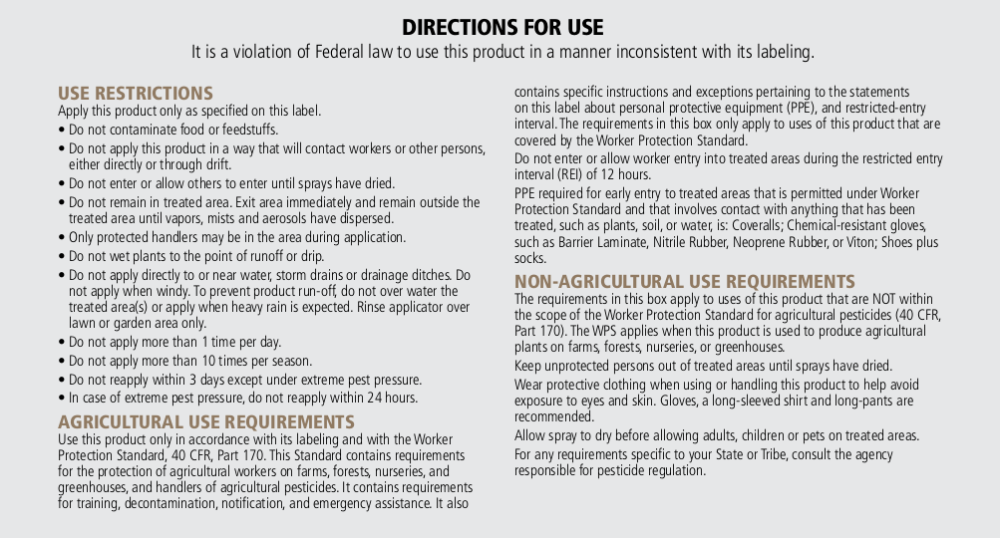 DIRECTIONS FOR USE
It is a violation of Federal law to use this product in a manner inconsistent with its labeling.
USE RESTRICTIONS
Apply this product only as specified on this label.
• Do not contaminate food or feedstuffs.
• Do not apply this product in a way that will contact workers or other persons,
either directly or through drift.
• Do not enter or allow others to enter until sprays have dried.
• Do not remain in treated area. Exit area immediately and remain outside the
treated area until vapors, mists and aerosols have dispersed.
• Only protected handlers may be in the area during application.
• Do not wet plants to the point of runoff or drip.
• Do not apply directly to or near water, storm drains or drainage ditches. Do
not apply when windy. To prevent product run-off, do not over water the
treated area(s) or apply when heavy rain is expected. Rinse applicator over
lawn or garden area only.
• Do not apply more than 1 time per day.
• Do not apply more than 10 times per season.
• Do not reapply within 3 days except under extreme pest pressure.
• In case of extreme pest pressure, do not reapply within 24 hours.
AGRICULTURAL USE REQUIREMENTS
Use this product only in accordance with its labeling and with the Worker
Protection Standard, 40 CFR, Part 170. This Standard contains requirements
for the protection of agricultural workers on farms, forests, nurseries, and
greenhouses, and handlers of agricultural pesticides. It contains requirements
for training, decontamination, notification, and emergency assistance. It also
contains specific instructions and exceptions pertaining to the statements
on this label about personal protective equipment (PPE), and restricted-entry
interval. The requirements in this box only apply to uses of this product that are
covered by the Worker Protection Standard.
Do not enter or allow worker entry into treated areas during the restricted entry
interval (REI) of 12 hours.
PPE required for early entry to treated areas that is permitted under Worker
Protection Standard and that involves contact with anything that has been
treated, such as plants, soil, or water, is: Coveralls; Chemical-resistant gloves,
such as Barrier Laminate, Nitrile Rubber, Neoprene Rubber, or Viton; Shoes plus
socks.
NON-AGRICULTURAL USE REQUIREMENTS
The requirements in this box apply to uses of this product that are NOT within
the scope of the Worker Protection Standard for agricultural pesticides (40 CFR,
Part 170). The WPS applies when this product is used to produce agricultural
plants on farms, forests, nurseries, or greenhouses.
Keep unprotected persons out of treated areas until sprays have dried.
Wear protective clothing when using or handling this product to help avoid
exposure to eyes and skin. Gloves, a long-sleeved shirt and long-pants are
recommended.
Allow spray to dry before allowing adults, children or pets on treated areas.
For any requirements specific to your State or Tribe, consult the agency
responsible for pesticide regulation.